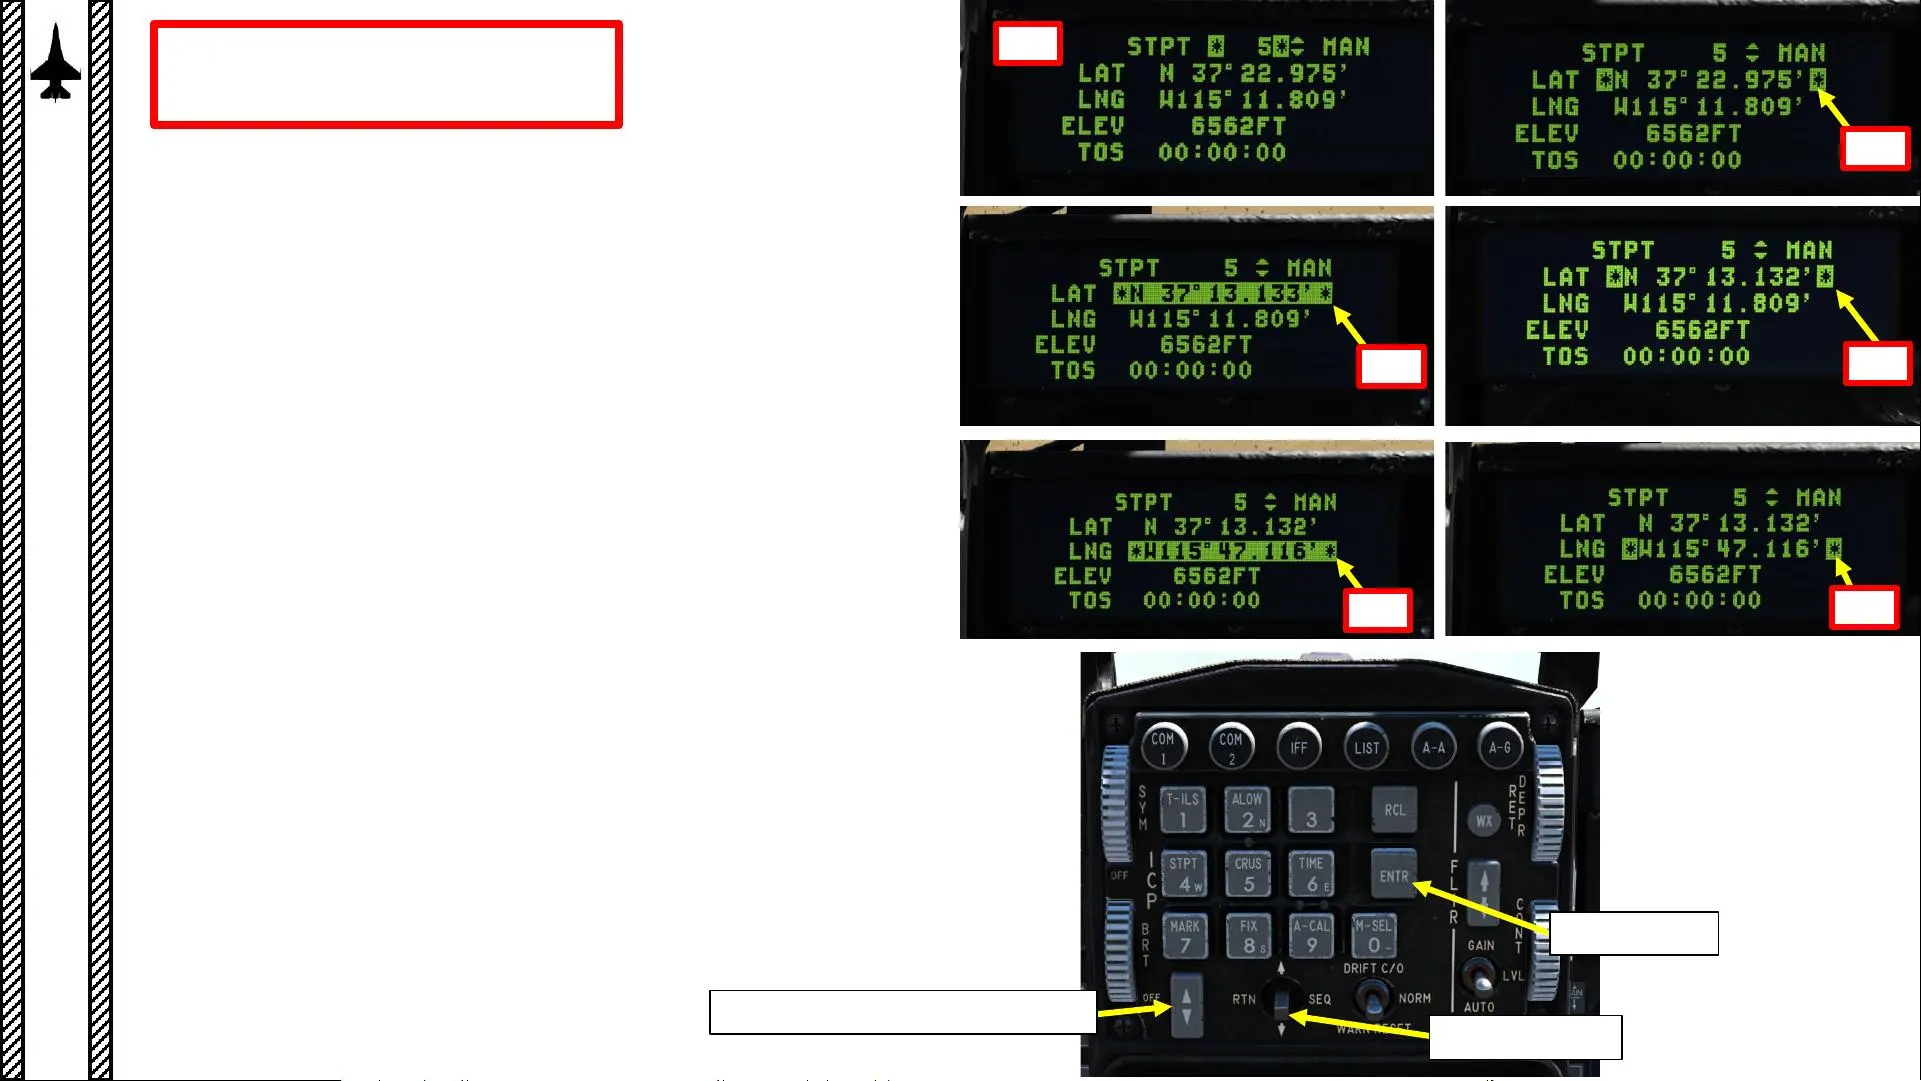 STPT * 5* MAN
LAT N 37°22.975'
LNG W115°11.809'
ELEV 6562FT
TOS 00:00:00
STPT 5 MAN
LAT *N 37°22.975'*
LNG W115°11.809'
ELEV 6562FT
TOS 00:00:00
STPT 5 MAN
LAT *N 37°13.133'*
LNG W115°11.809'
ELEV 6562FT
TOS 00:00:00
STPT 5 MAN
LAT *N 37°13.132'*
LNG W115°11.809'
ELEV 6562FT
TOS 00:00:00
STPT 5 MAN
LAT N 37°13.132'
LNG *W115°47.116'*
ELEV 6562FT
TOS 00:00:00
STPT 5 MAN
LAT N 37°13.132'
LNG *W115°47.116'*
ELEV 6562FT
TOS 00:00:00
COM 1
COM 2
IFF
LIST
A-A
A-G
SYM
T-ILS 1
ALOW 2 N
3
RCL
WX
RET
DEPR
ICP
OFF
STPT 4 W
CRUS 5
TIME 6 E
ENTR
FLIR
CONT
BRT
MARK 7
FIX 8 S
A-CAL 9
M-SEL 0 -
GAIN
LVL
AUTO
DRIFT C/O
NORM
WARN RESET
OFF
RTN
SEQ